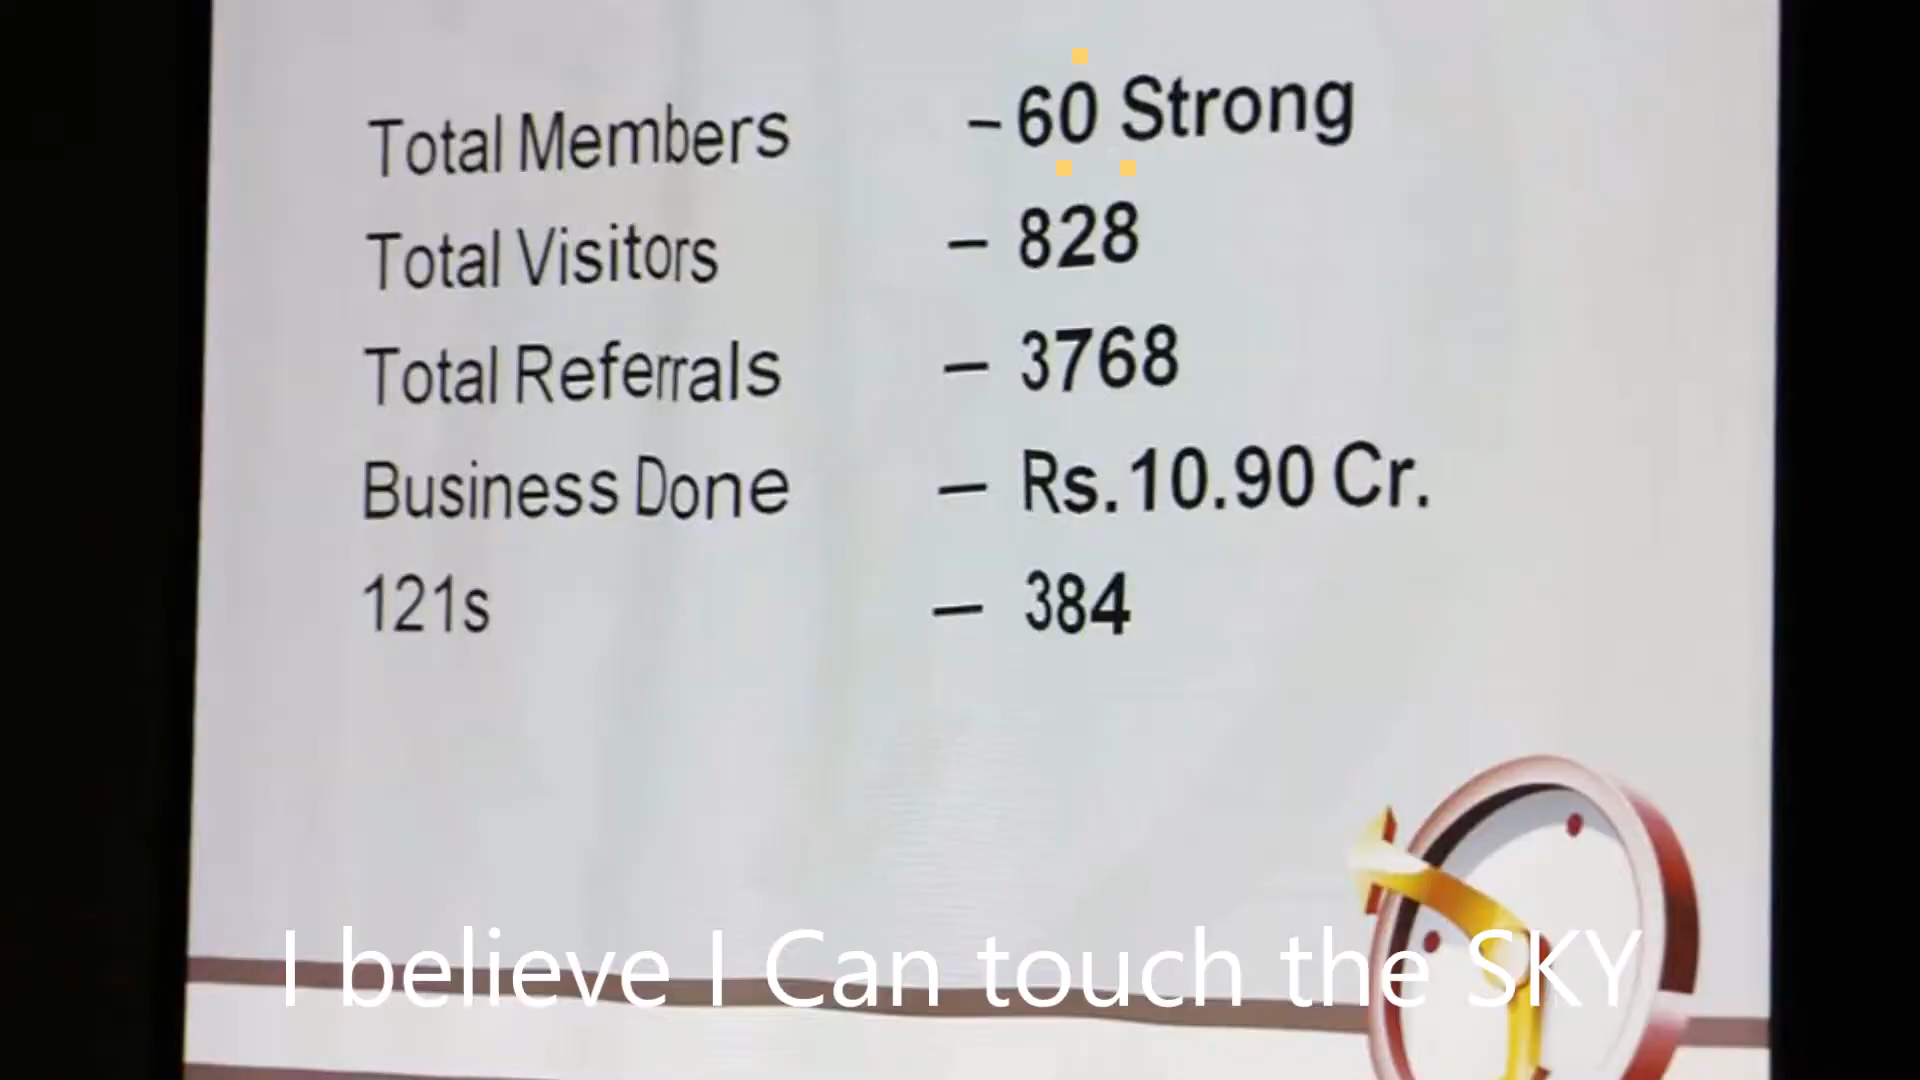 Total Members – 60 Strong
Total Visitors – 828
Total Referrals – 3768
Business Done – Rs.10.90 Cr.
121s – 384
I believe I Can touch the SKY